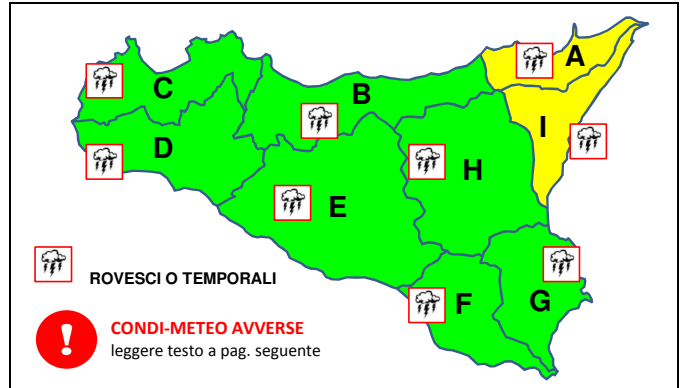 A
C
B
I
D
H
E
ROVESCI O TEMPORALI
F
G
!
CONDI-METEO AVVERSE
leggere testo a pag. seguente